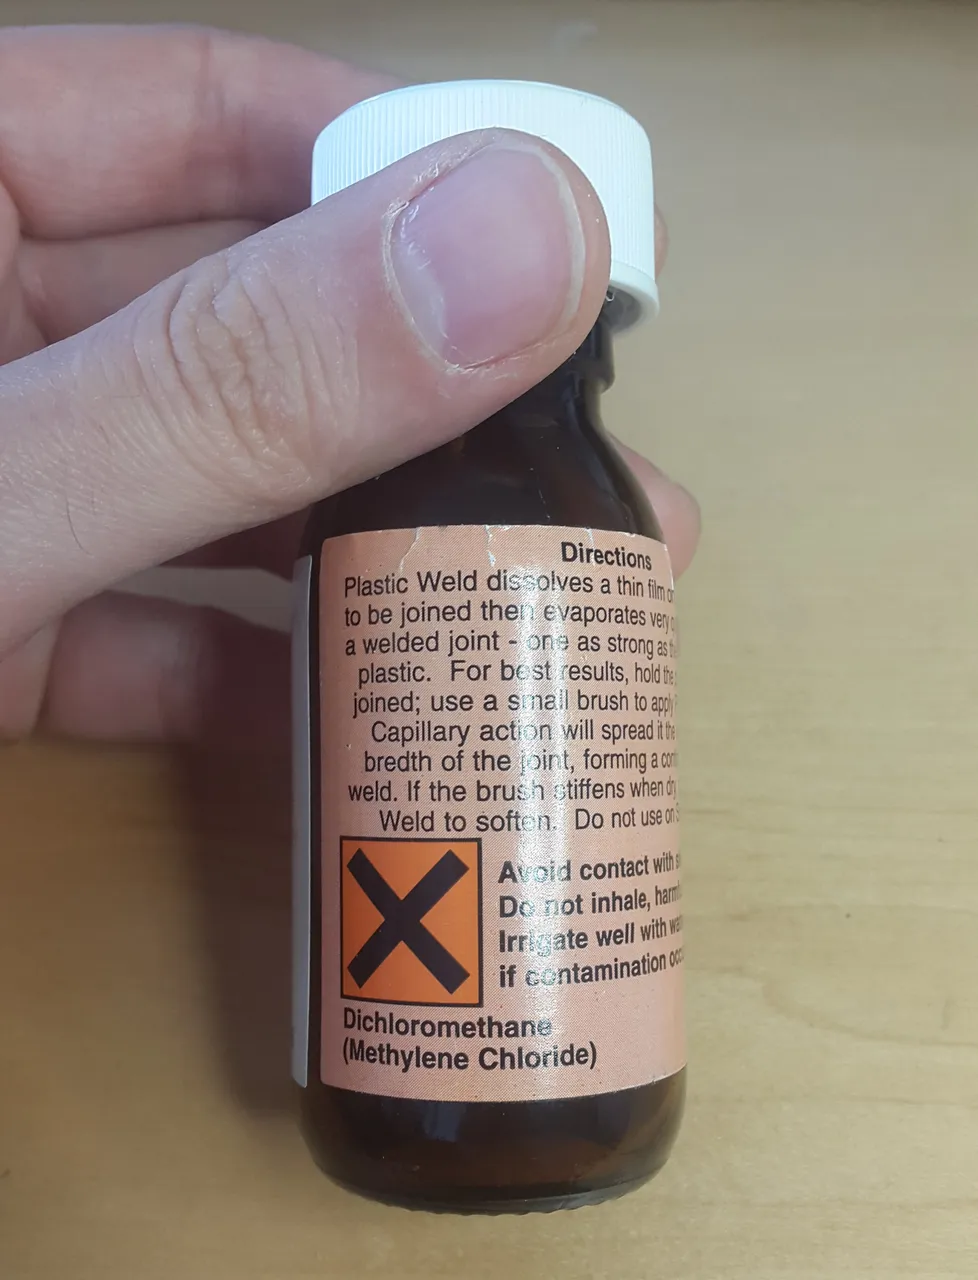 Directions
Plastic Weld dissolves a thin film
to be joined then evaporates very
a welded joint - one as strong as
plastic. For best results, hold the
joined; use a small brush to apply
Capillary action will spread it
bredth of the joint, forming a
weld. If the brush stiffens when dry
Weld to soften. Do not use on
Avoid contact with
Do not inhale,
Irrigate well with
if contamination
Dichloromethane
(Methylene Chloride)